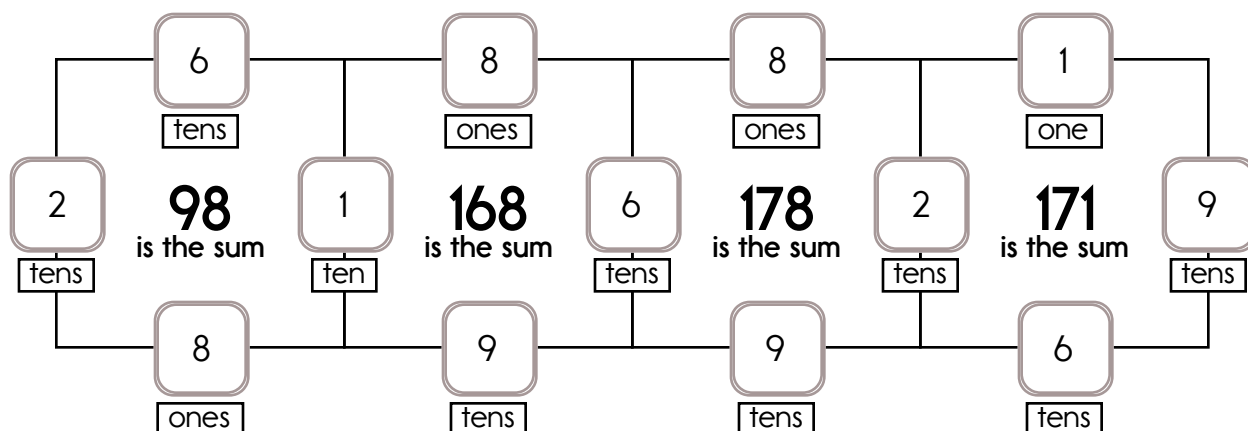 6 8 8 1
tens ones ones one
2 98 1 168 6 178 2 171 9
is the sum is the sum is the sum is the sum
tens ten tens tens tens
8 9 9 6
ones tens tens tens